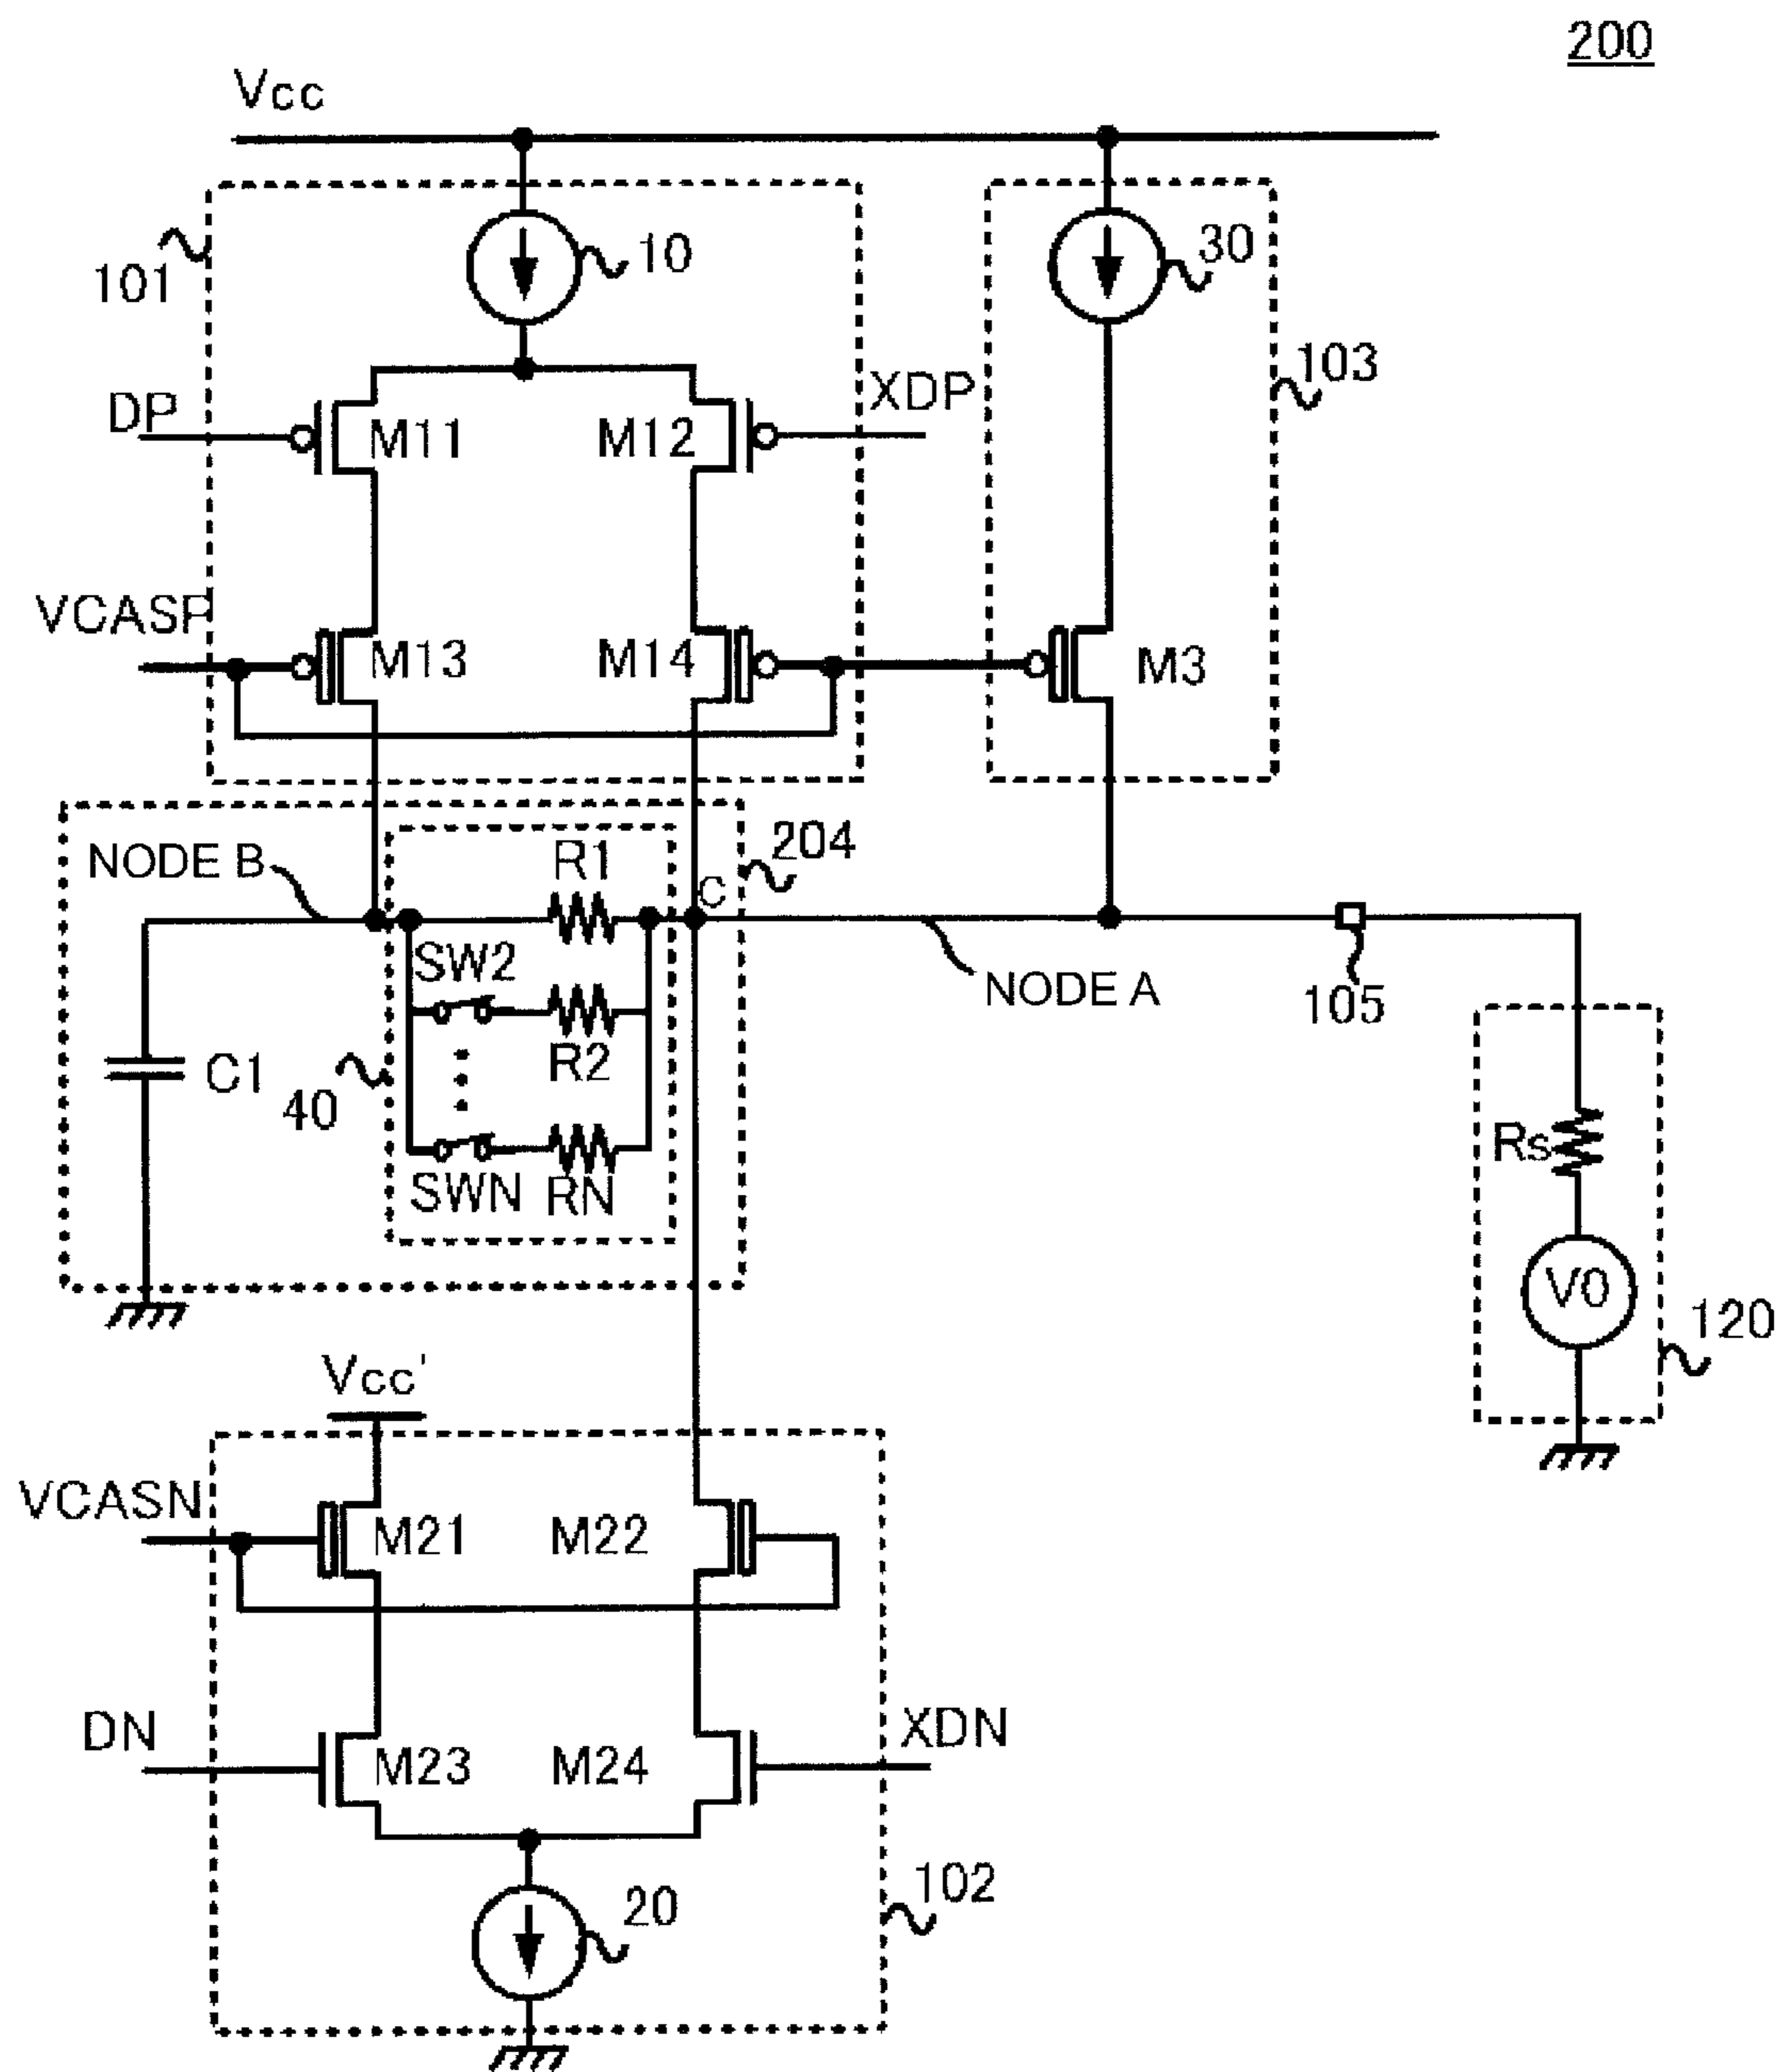 200
Vcc
101
10
30
103
DP
M11
M12
XDP
VCASP
M13
M14
M3
NODE B
R1
C
204
SW2
NODE A
105
C1
40
R2
SWN
RN
Rs
V0
120
Vcc'
VCASN
M21
M22
DN
M23
M24
XDN
20
102